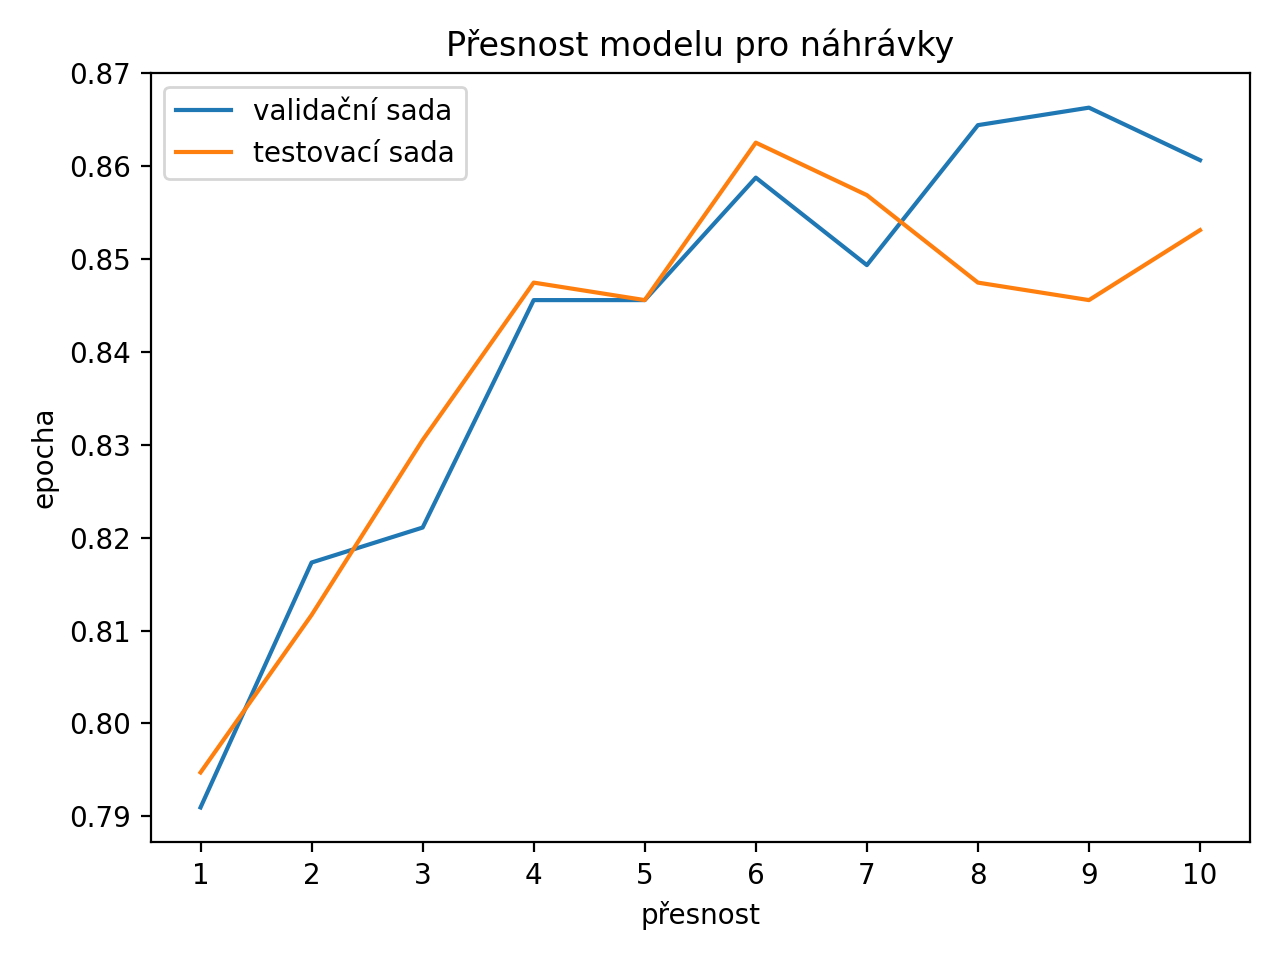 Přesnost modelu pro náhrávky
validační sada
testovací sada
0.87
0.86
0.85
0.84
0.83
0.82
0.81
0.80
0.79
epocha
1 2 3 4 5 6 7 8 9 10
přesnost